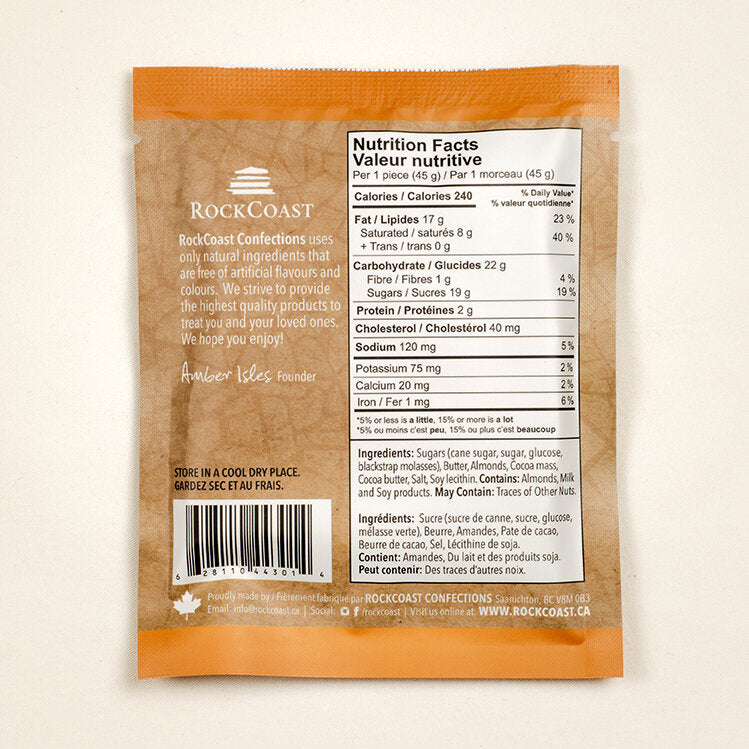 ROCKCOAST
RockCoast Confections uses
only natural ingredients that
are free of artificial flavours and
colours. We strive to provide
the highest quality products to
treat you and your loved ones.
We hope you enjoy!
Amber Isles Founder
STORE IN A COOL DRY PLACE.
GARDEZ SEC ET AU FRAIS.
6 28110 44301 4
Nutrition Facts
Valeur nutritive
Per 1 piece (45 g) / Par 1 morceau (45 g)
Calories / Calories 240
% Daily Value*
% valeur quotidienne*
Fat / Lipides 17 g 23 %
Saturated / saturés 8 g
+ Trans / trans 0 g 40 %
Carbohydrate / Glucides 22 g
Fibre / Fibres 1 g 4 %
Sugars / Sucres 19 g 19 %
Protein / Protéines 2 g
Cholesterol / Cholestérol 40 mg
Sodium 120 mg 5 %
Potassium 75 mg 2 %
Calcium 20 mg 2 %
Iron / Fer 1 mg 6 %
*5% or less is a little, 15% or more is a lot
*5% ou moins c'est peu, 15% ou plus c'est beaucoup
Ingredients: Sugars (cane sugar, sugar, glucose,
blackstrap molasses), Butter, Almonds, Cocoa mass,
Cocoa butter, Salt, Soy lecithin. Contains: Almonds, Milk
and Soy products. May Contain: Traces of Other Nuts.
Ingrédients: Sucre (sucre de canne, sucre, glucose,
mélasse verte), Beurre, Amandes, Pate de cacao,
Beurre de cacao, Sel, Lécithine de soja.
Contient: Amandes, Du lait et des produits soja.
Peut contenir: Des traces d'autres noix.
Proudly made by / Fièrement fabriqué par ROCKCOAST CONFECTIONS Saanichton, BC V8M 0B3
Email: info@rockcoast.ca | Social: f /rockcoast | Visit us online at: WWW.ROCKCOAST.CA